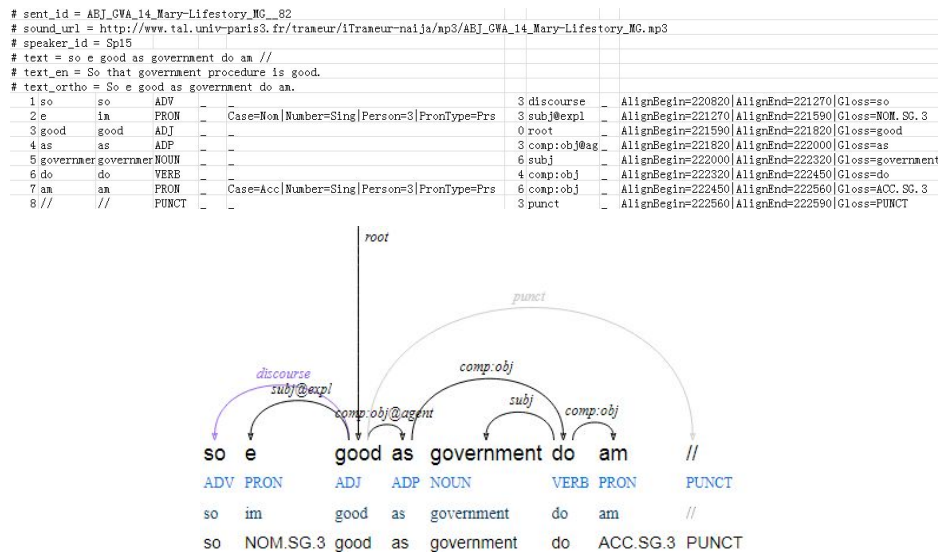 # sent_id = ABJ_GWA_14_Mary-Lifestory_MG__82
# sound_url = http://www.tal.univ-paris3.fr/trameur/iTrameur-naija/mp3/ABJ_GWA_14_Mary-Lifestory_MG.mp3
# speaker_id = Sp15
# text = so e good as government do am //
# text_en = So that government procedure is good.
# text_ortho = So e good as government do am.
1 so so ADV _ _ 3 discourse _ AlignBegin=220820|AlignEnd=221270|Gloss=so
2 e im PRON _ Case=Nom|Number=Sing|Person=3|PronType=Prs 3 subj@expl _ AlignBegin=221270|AlignEnd=221590|Gloss=NOM.SG.3
3 good good ADJ _ _ 0 root _ AlignBegin=221590|AlignEnd=221820|Gloss=good
4 as as ADP _ _ 3 comp:obj@ag _ AlignBegin=221820|AlignEnd=222000|Gloss=as
5 governmer governmer NOUN _ _ 6 subj _ AlignBegin=222000|AlignEnd=222320|Gloss=government
6 do do VERB _ _ 4 comp:obj _ AlignBegin=222320|AlignEnd=222450|Gloss=do
7 am am PRON _ Case=Acc|Number=Sing|Person=3|PronType=Prs 6 comp:obj _ AlignBegin=222450|AlignEnd=222560|Gloss=ACC.SG.3
8 // // PUNCT _ _ 3 punct _ AlignBegin=222560|AlignEnd=222590|Gloss=PUNCT
root
punct
comp:obj
discourse
subj@expl
subj
comp:obj@agent
comp:obj
so e good as government do am //
ADV PRON ADJ ADP NOUN VERB PRON PUNCT
so im good as government do am //
so NOM.SG.3 good as government do ACC.SG.3 PUNCT